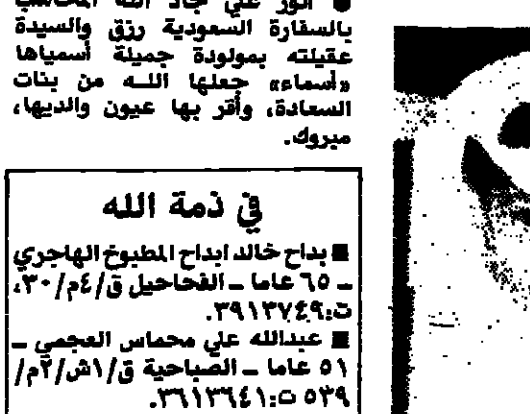 ■ أنور علي جاد الله المحاسب
بالسفارة السعودية رزق والسيدة
عقيلته بمولودة جميلة أسمياها
«أسماء» جعلها الله من بنات
السعادة، وأقر بها عيون والديها،
مبروك.
في ذمة الله
■ بداح خالد ابداح المطبوخ الهاجري
ـ ٦٥ عاما ـ الفحاحيل ق/٤م/٣٠،
ت:٣٩١٣٧٤٩.
■ عبدالله علي محماس العجمي ـ
٥١ عاما ـ الصباحية ق/١ش/٢م/
٥٣٩ ت:٣٦١٣٦٤١.